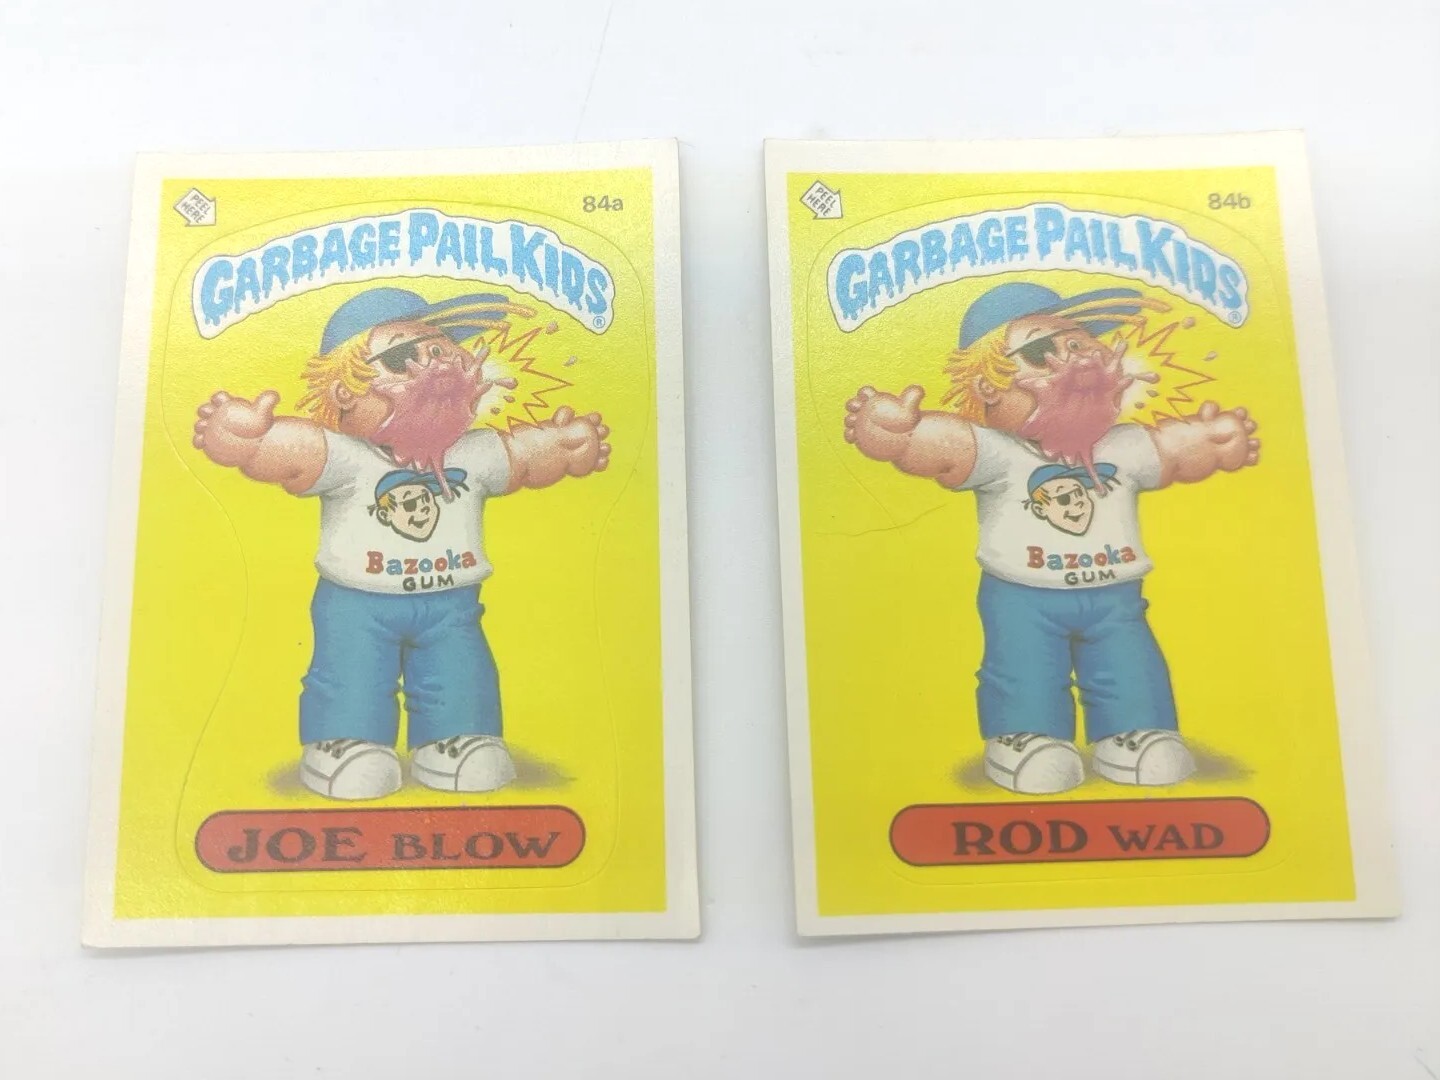 PEEL
HERE
84a
GARBAGE PAIL KIDS
®
Bazooka
GUM
JOE BLOW
PEEL
HERE
84b
GARBAGE PAIL KIDS
®
Bazooka
GUM
ROD WAD